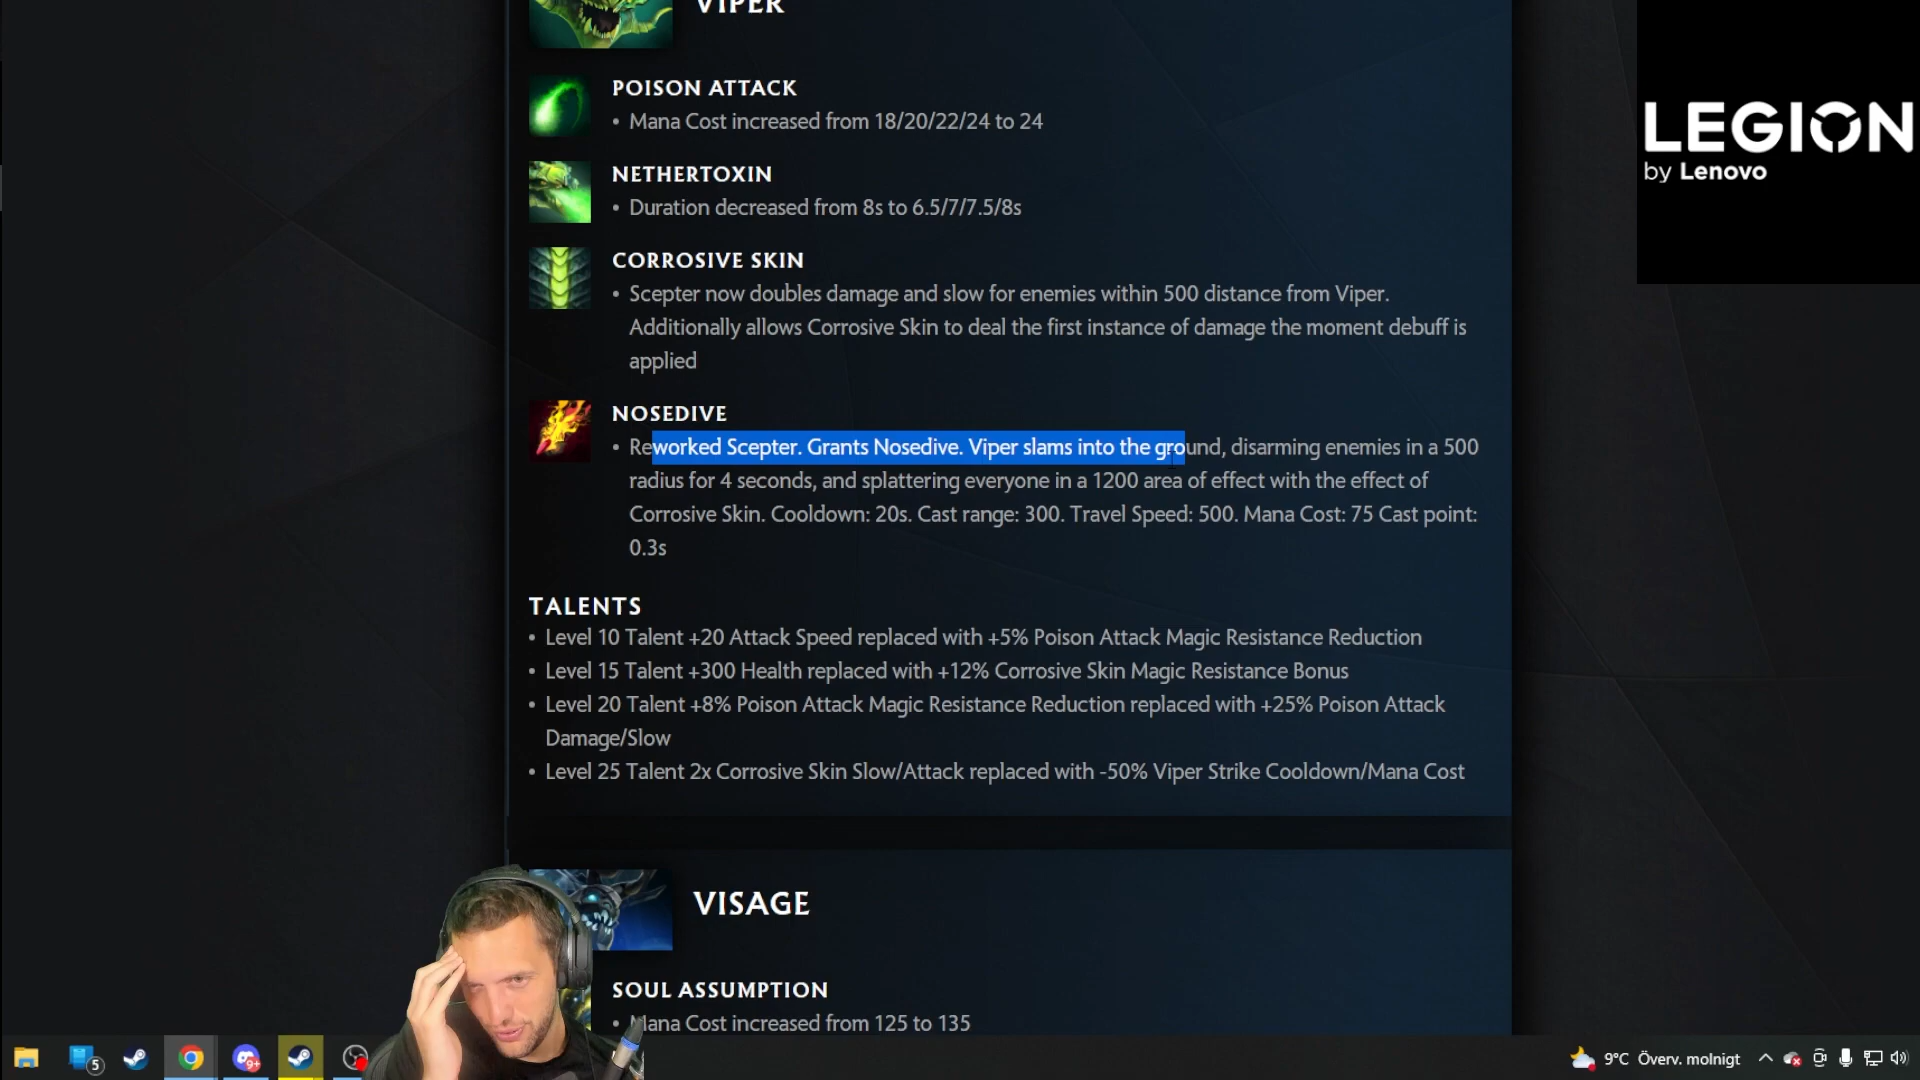 VIPER
LEGION
by Lenovo
POISON ATTACK
• Mana Cost increased from 18/20/22/24 to 24
NETHERTOXIN
• Duration decreased from 8s to 6.5/7/7.5/8s
CORROSIVE SKIN
• Scepter now doubles damage and slow for enemies within 500 distance from Viper.
Additionally allows Corrosive Skin to deal the first instance of damage the moment debuff is
applied
NOSEDIVE
• Reworked Scepter. Grants Nosedive. Viper slams into the ground, disarming enemies in a 500
radius for 4 seconds, and splattering everyone in a 1200 area of effect with the effect of
Corrosive Skin. Cooldown: 20s. Cast range: 300. Travel Speed: 500. Mana Cost: 75 Cast point:
0.3s
TALENTS
• Level 10 Talent +20 Attack Speed replaced with +5% Poison Attack Magic Resistance Reduction
• Level 15 Talent +300 Health replaced with +12% Corrosive Skin Magic Resistance Bonus
• Level 20 Talent +8% Poison Attack Magic Resistance Reduction replaced with +25% Poison Attack
Damage/Slow
• Level 25 Talent 2x Corrosive Skin Slow/Attack replaced with -50% Viper Strike Cooldown/Mana Cost
VISAGE
SOUL ASSUMPTION
• Mana Cost increased from 125 to 135
5
9+
9°C Överv. molnigt